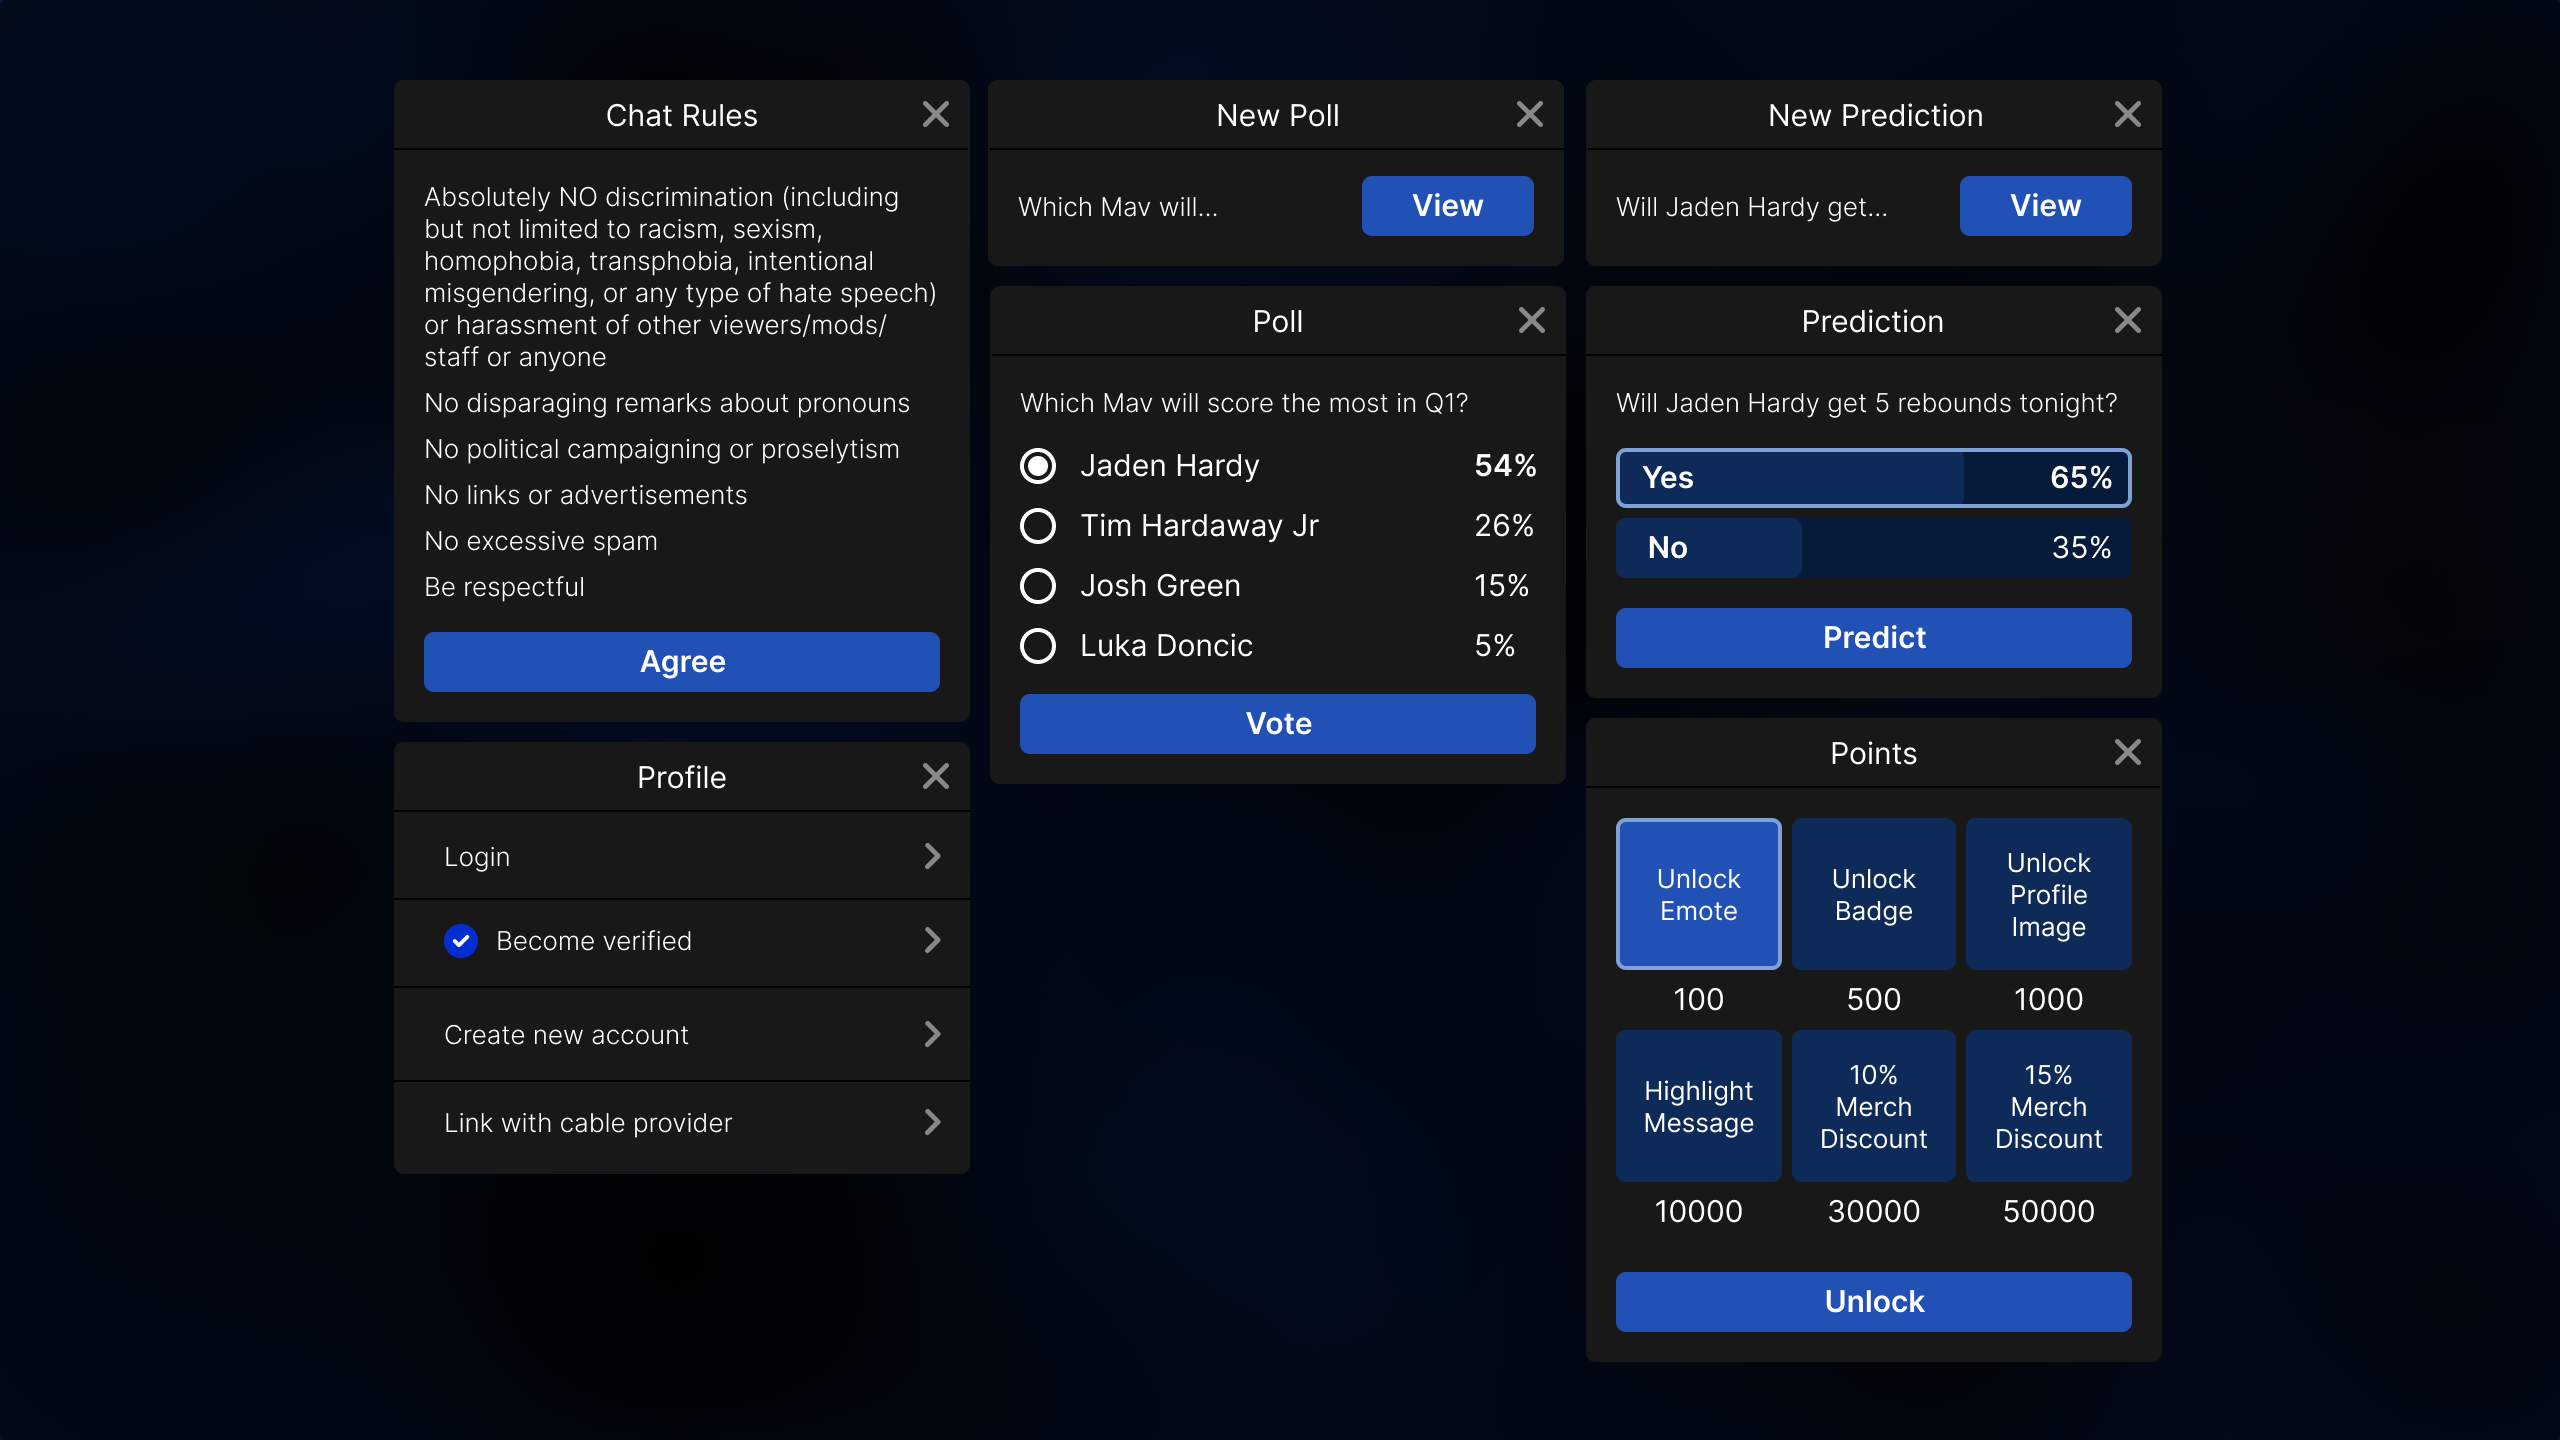 Chat Rules
Absolutely NO discrimination (including
but not limited to racism, sexism,
homophobia, transphobia, intentional
misgendering, or any type of hate speech)
or harassment of other viewers/mods/
staff or anyone
No disparaging remarks about pronouns
No political campaigning or proselytism
No links or advertisements
No excessive spam
Be respectful
Agree
Profile
Login
Become verified
Create new account
Link with cable provider
New Poll
Which Mav will...
View
Poll
Which Mav will score the most in Q1?
Jaden Hardy 54%
Tim Hardaway Jr 26%
Josh Green 15%
Luka Doncic 5%
Vote
New Prediction
Will Jaden Hardy get...
View
Prediction
Will Jaden Hardy get 5 rebounds tonight?
Yes 65%
No 35%
Predict
Points
Unlock
Emote
100
Unlock
Badge
500
Unlock
Profile
Image
1000
Highlight
Message
10000
10%
Merch
Discount
30000
15%
Merch
Discount
50000
Unlock